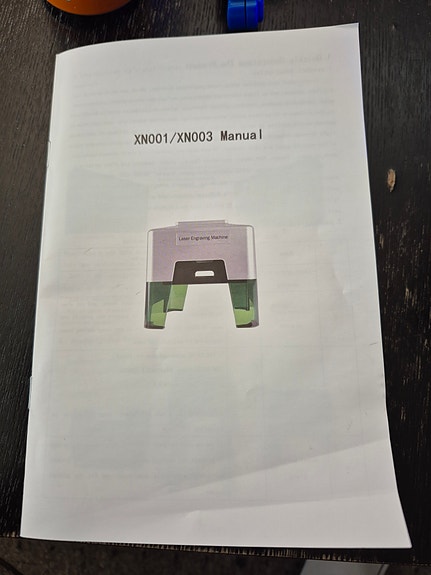 XN001/XN003 Manual
Laser Engraving Machine